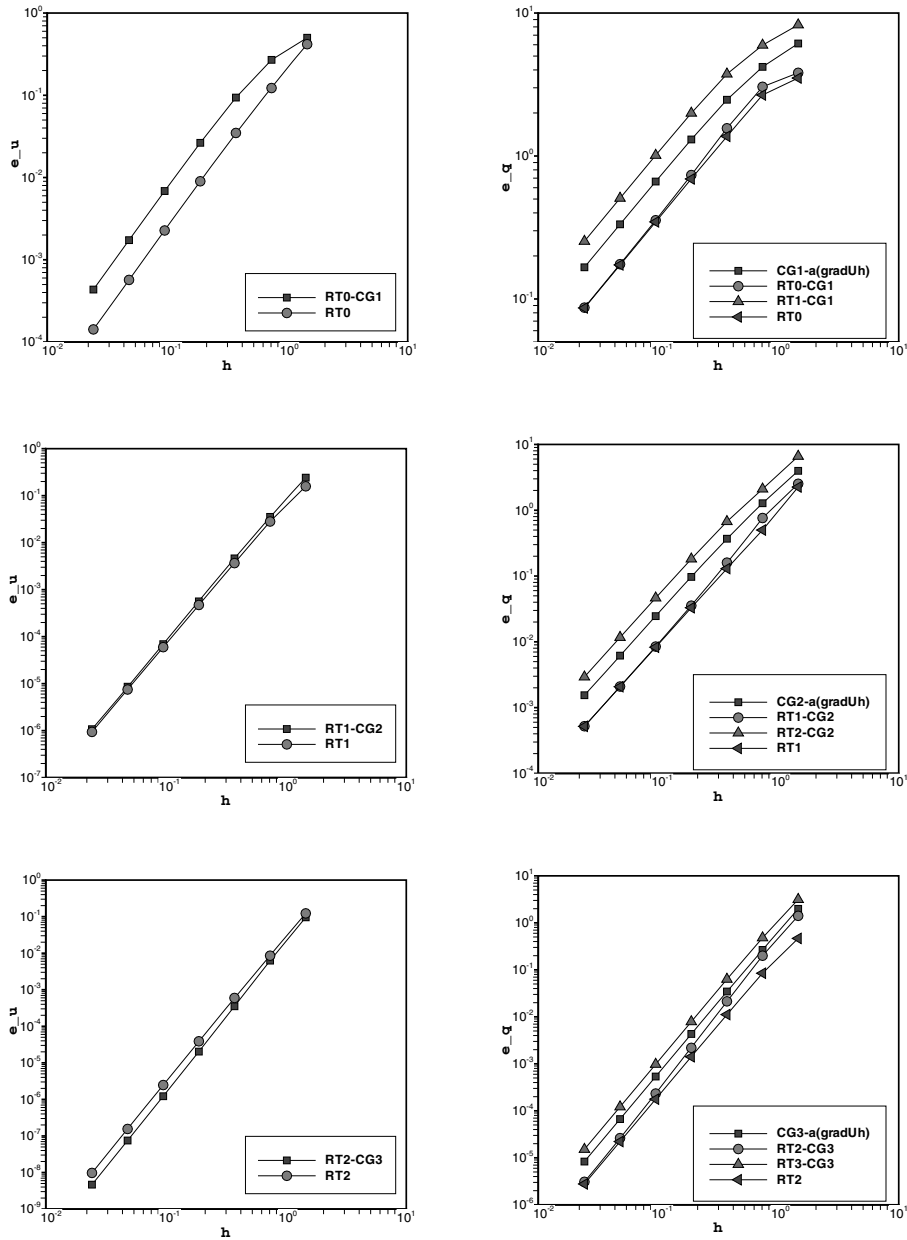 10^0
10^-1
10^-2
10^-3
10^-4
e_u
10^-2
10^-1
10^0
10^1
h
RT0-CG1
RT0
10^1
10^0
10^-1
e_q
10^-2
10^-1
10^0
10^1
h
CG1-a(gradUh)
RT0-CG1
RT1-CG1
RT0
10^0
10^-1
10^-2
10^-3
10^-4
10^-5
10^-6
10^-7
e_u
10^-2
10^-1
10^0
10^1
h
RT1-CG2
RT1
10^1
10^0
10^-1
10^-2
10^-3
10^-4
e_q
10^-2
10^-1
10^0
10^1
h
CG2-a(gradUh)
RT1-CG2
RT2-CG2
RT1
10^0
10^-1
10^-2
10^-3
10^-4
10^-5
10^-6
10^-7
10^-8
10^-9
e_u
10^-2
10^-1
10^0
10^1
h
RT2-CG3
RT2
10^1
10^0
10^-1
10^-2
10^-3
10^-4
10^-5
10^-6
e_q
10^-2
10^-1
10^0
10^1
h
CG3-a(gradUh)
RT2-CG3
RT3-CG3
RT2